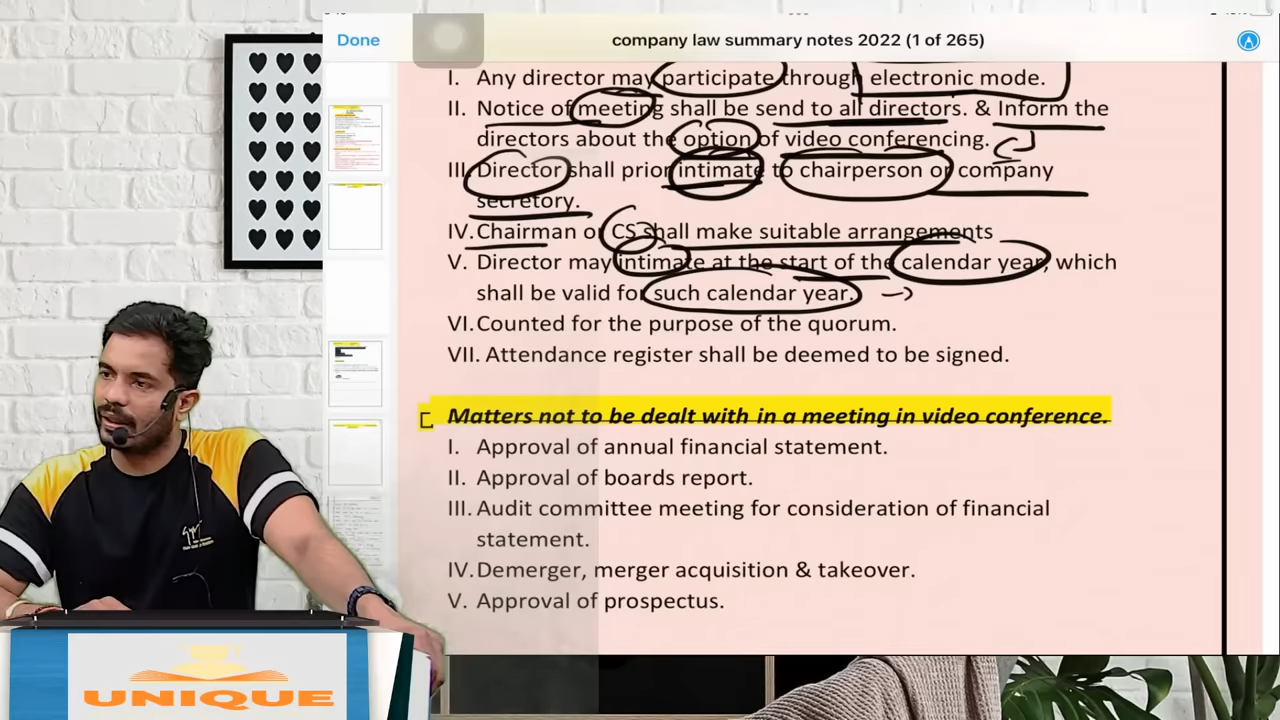 Done
company law summary notes 2022 (1 of 265)
I. Any director may participate through electronic mode.
II. Notice of meeting shall be send to all directors. & Inform the
directors about the option of video conferencing.
III. Director shall prior intimate to chairperson or company
secretory.
IV. Chairman or CS shall make suitable arrangements
V. Director may intimate at the start of the calendar year, which
shall be valid for such calendar year.
VI. Counted for the purpose of the quorum.
VII. Attendance register shall be deemed to be signed.
Matters not to be dealt with in a meeting in video conference.
I. Approval of annual financial statement.
II. Approval of boards report.
III. Audit committee meeting for consideration of financial
statement.
IV. Demerger, merger acquisition & takeover.
V. Approval of prospectus.
UNIQUE